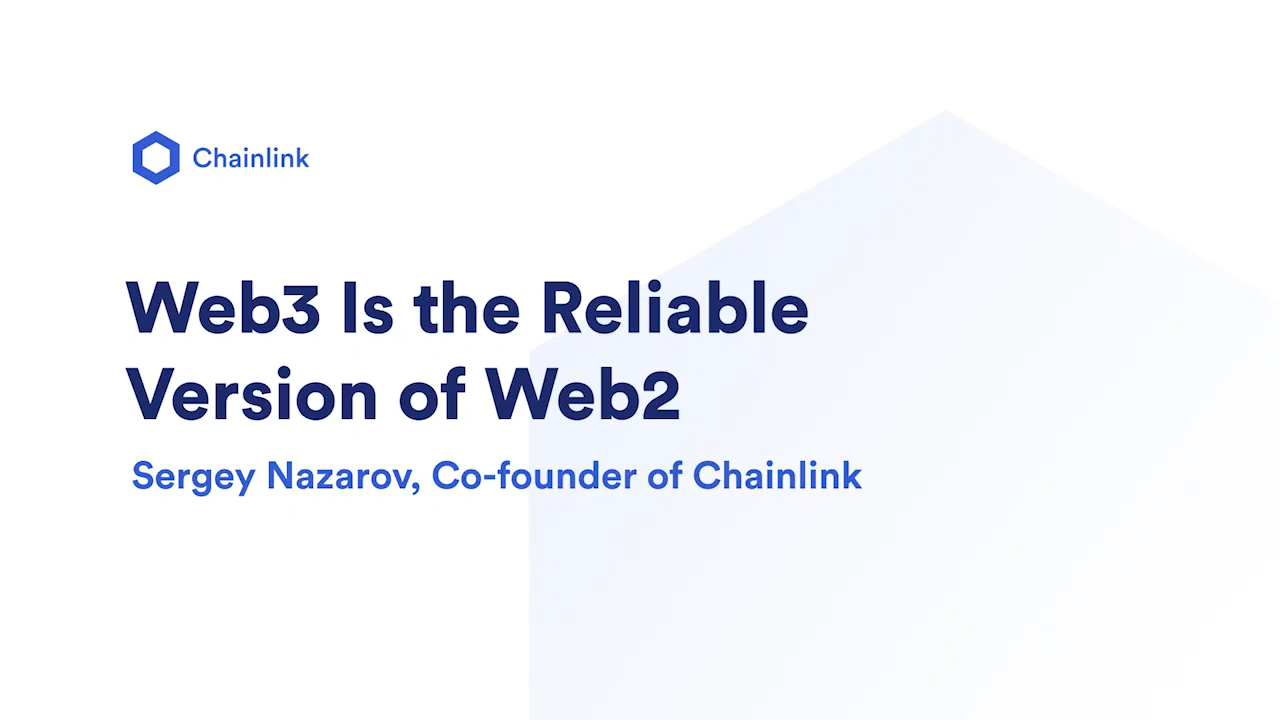 Chainlink
Web3 Is the Reliable
Version of Web2
Sergey Nazarov, Co-founder of Chainlink